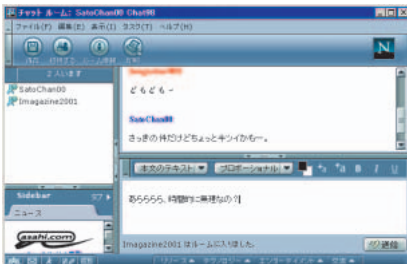 チャット ルーム: SatoChan00 Chat98
ファイル(F) 編集(E) 表示(I) タスク(T) ヘルプ(H)
2 人います
SatoChan00
Imagazine2001
どもども~
SatoChan00
さっきの件だけどちょっとキツイかもー。
本文のテキスト
プロポーショナル
あららら、時間的に無理なの?
Sidebar
タブ
ニュース
asahi.com
Imagazine2001 はルームに入りました。
送信